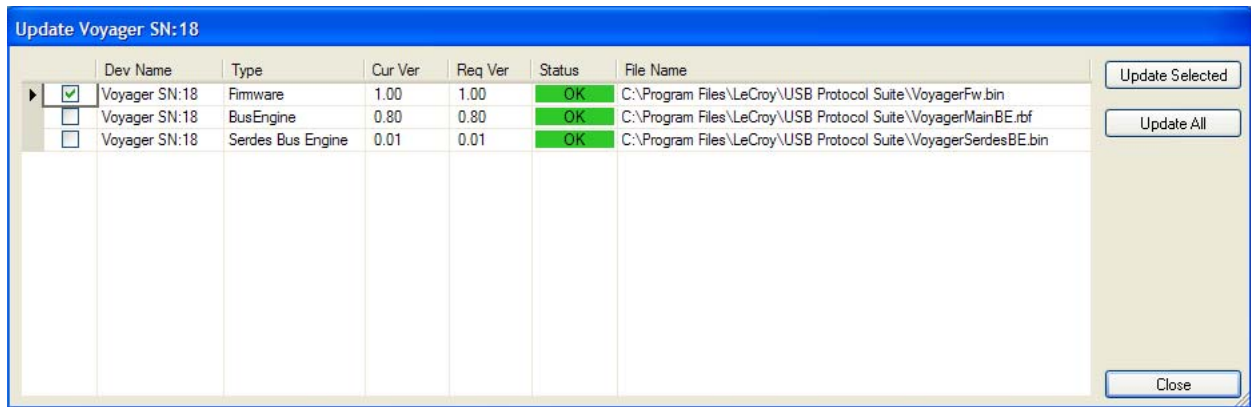 Update Voyager SN:18
Dev Name Type Cur Ver Req Ver Status File Name
Voyager SN:18 Firmware 1.00 1.00 OK C:\Program Files\LeCroy\USB Protocol Suite\VoyagerFw.bin
Voyager SN:18 BusEngine 0.80 0.80 OK C:\Program Files\LeCroy\USB Protocol Suite\VoyagerMainBE.rbf
Voyager SN:18 Serdes Bus Engine 0.01 0.01 OK C:\Program Files\LeCroy\USB Protocol Suite\VoyagerSerdesBE.bin
Update Selected
Update All
Close